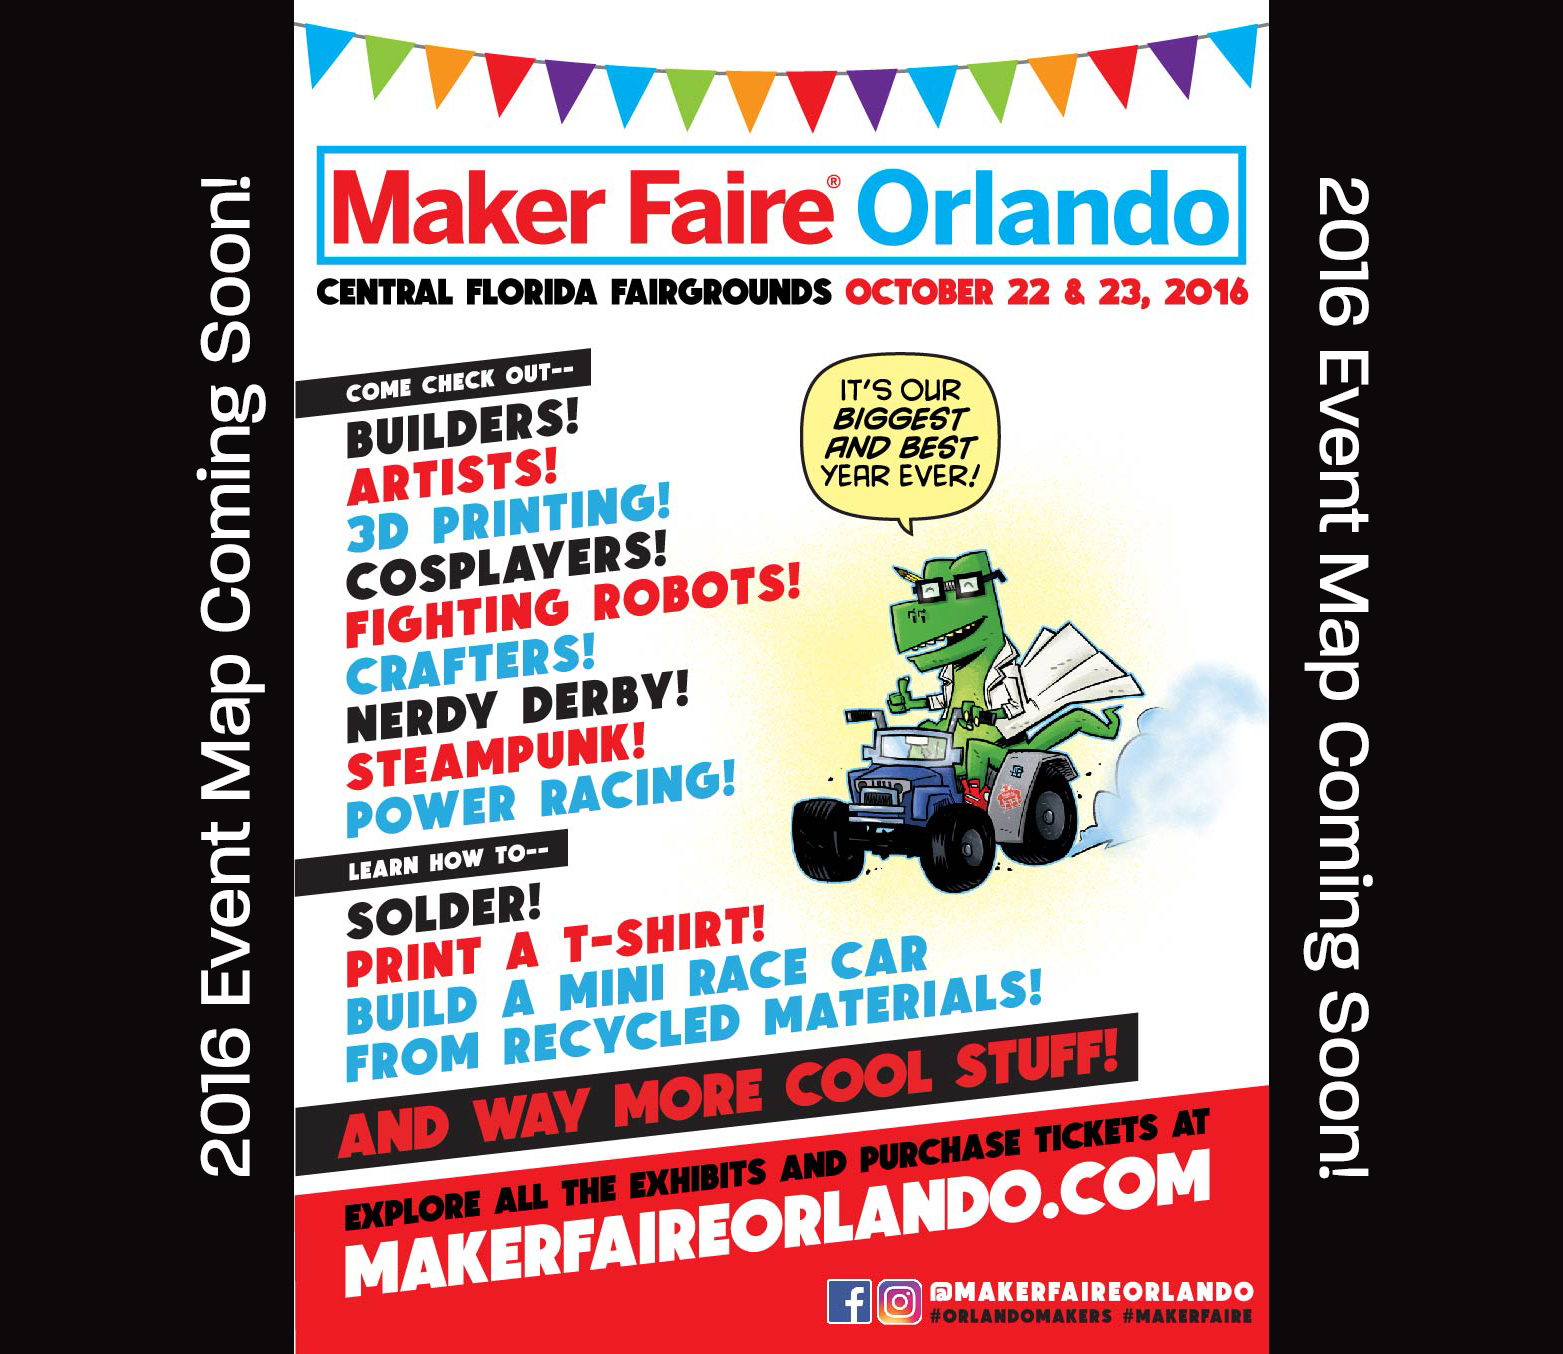 2016 Event Map Coming Soon!
Maker Faire® Orlando
CENTRAL FLORIDA FAIRGROUNDS OCTOBER 22 & 23, 2016
COME CHECK OUT--
BUILDERS!
ARTISTS!
3D PRINTING!
COSPLAYERS!
FIGHTING ROBOTS!
CRAFTERS!
NERDY DERBY!
STEAMPUNK!
POWER RACING!
IT'S OUR
BIGGEST
AND BEST
YEAR EVER!
LEARN HOW TO--
SOLDER!
PRINT A T-SHIRT!
BUILD A MINI RACE CAR
FROM RECYCLED MATERIALS!
AND WAY MORE COOL STUFF!
EXPLORE ALL THE EXHIBITS AND PURCHASE TICKETS AT
MAKERFAIREORLANDO.COM
@MAKERFAIREORLANDO
#ORLANDOMAKERS #MAKERFAIRE
2016 Event Map Coming Soon!